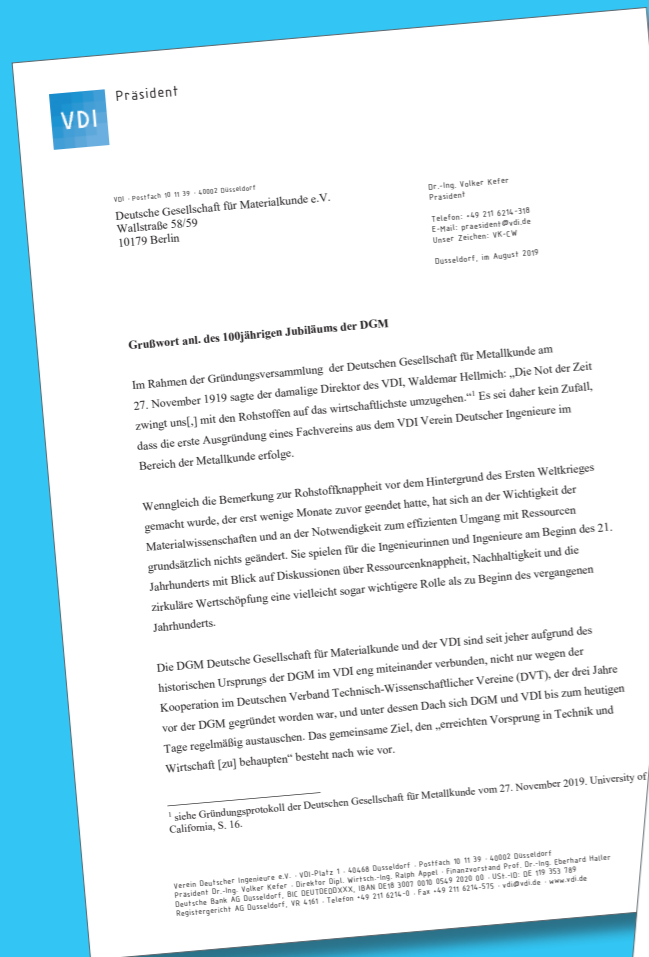 VDI
Präsident
VDI · Postfach 10 11 39 · 40002 Düsseldorf
Deutsche Gesellschaft für Materialkunde e.V.
Wallstraße 58/59
10179 Berlin
Dr.-Ing. Volker Kefer
Präsident
Telefon: +49 211 6214-318
E-Mail: praesident@vdi.de
Unser Zeichen: VK-CW
Düsseldorf, im August 2019
Grußwort anl. des 100jährigen Jubiläums der DGM
Im Rahmen der Gründungsversammlung der Deutschen Gesellschaft für Metallkunde am
27. November 1919 sagte der damalige Direktor des VDI, Waldemar Hellmich: „Die Not der Zeit
zwingt uns[,] mit den Rohstoffen auf das wirtschaftlichste umzugehen.“¹ Es sei daher kein Zufall,
dass die erste Ausgründung eines Fachvereins aus dem VDI Verein Deutscher Ingenieure im
Bereich der Metallkunde erfolge.
Wenngleich die Bemerkung zur Rohstoffknappheit vor dem Hintergrund des Ersten Weltkrieges
gemacht wurde, der erst wenige Monate zuvor geendet hatte, hat sich an der Wichtigkeit der
Materialwissenschaften und an der Notwendigkeit zum effizienten Umgang mit Ressourcen
grundsätzlich nichts geändert. Sie spielen für die Ingenieurinnen und Ingenieure am Beginn des 21.
Jahrhunderts mit Blick auf Diskussionen über Ressourcenknappheit, Nachhaltigkeit und die
zirkuläre Wertschöpfung eine vielleicht sogar wichtigere Rolle als zu Beginn des vergangenen
Jahrhunderts.
Die DGM Deutsche Gesellschaft für Materialkunde und der VDI sind seit jeher aufgrund des
historischen Ursprungs der DGM im VDI eng miteinander verbunden, nicht nur wegen der
Kooperation im Deutschen Verband Technisch-Wissenschaftlicher Vereine (DVT), der drei Jahre
vor der DGM gegründet worden war, und unter dessen Dach sich DGM und VDI bis zum heutigen
Tage regelmäßig austauschen. Das gemeinsame Ziel, den „erreichten Vorsprung in Technik und
Wirtschaft [zu] behaupten“ besteht nach wie vor.
¹ siehe Gründungsprotokoll der Deutschen Gesellschaft für Metallkunde vom 27. November 2019. University of
California, S. 16.
Verein Deutscher Ingenieure e.V. · VDI-Platz 1 · 40468 Düsseldorf · Postfach 10 11 39 · 40002 Düsseldorf
Präsident Dr.-Ing. Volker Kefer · Direktor Dipl. Wirtsch.-Ing. Ralph Appel · Finanzvorstand Prof. Dr.-Ing. Eberhard Haller
Deutsche Bank AG Düsseldorf, BIC DEUTDEDDXXX, IBAN DE18 3007 0010 0549 2020 00 · USt.-ID: DE 119 353 789
Registergericht AG Düsseldorf, VR 4161 · Telefon +49 211 6214-0 · Fax +49 211 6214-575 · vdi@vdi.de · www.vdi.de